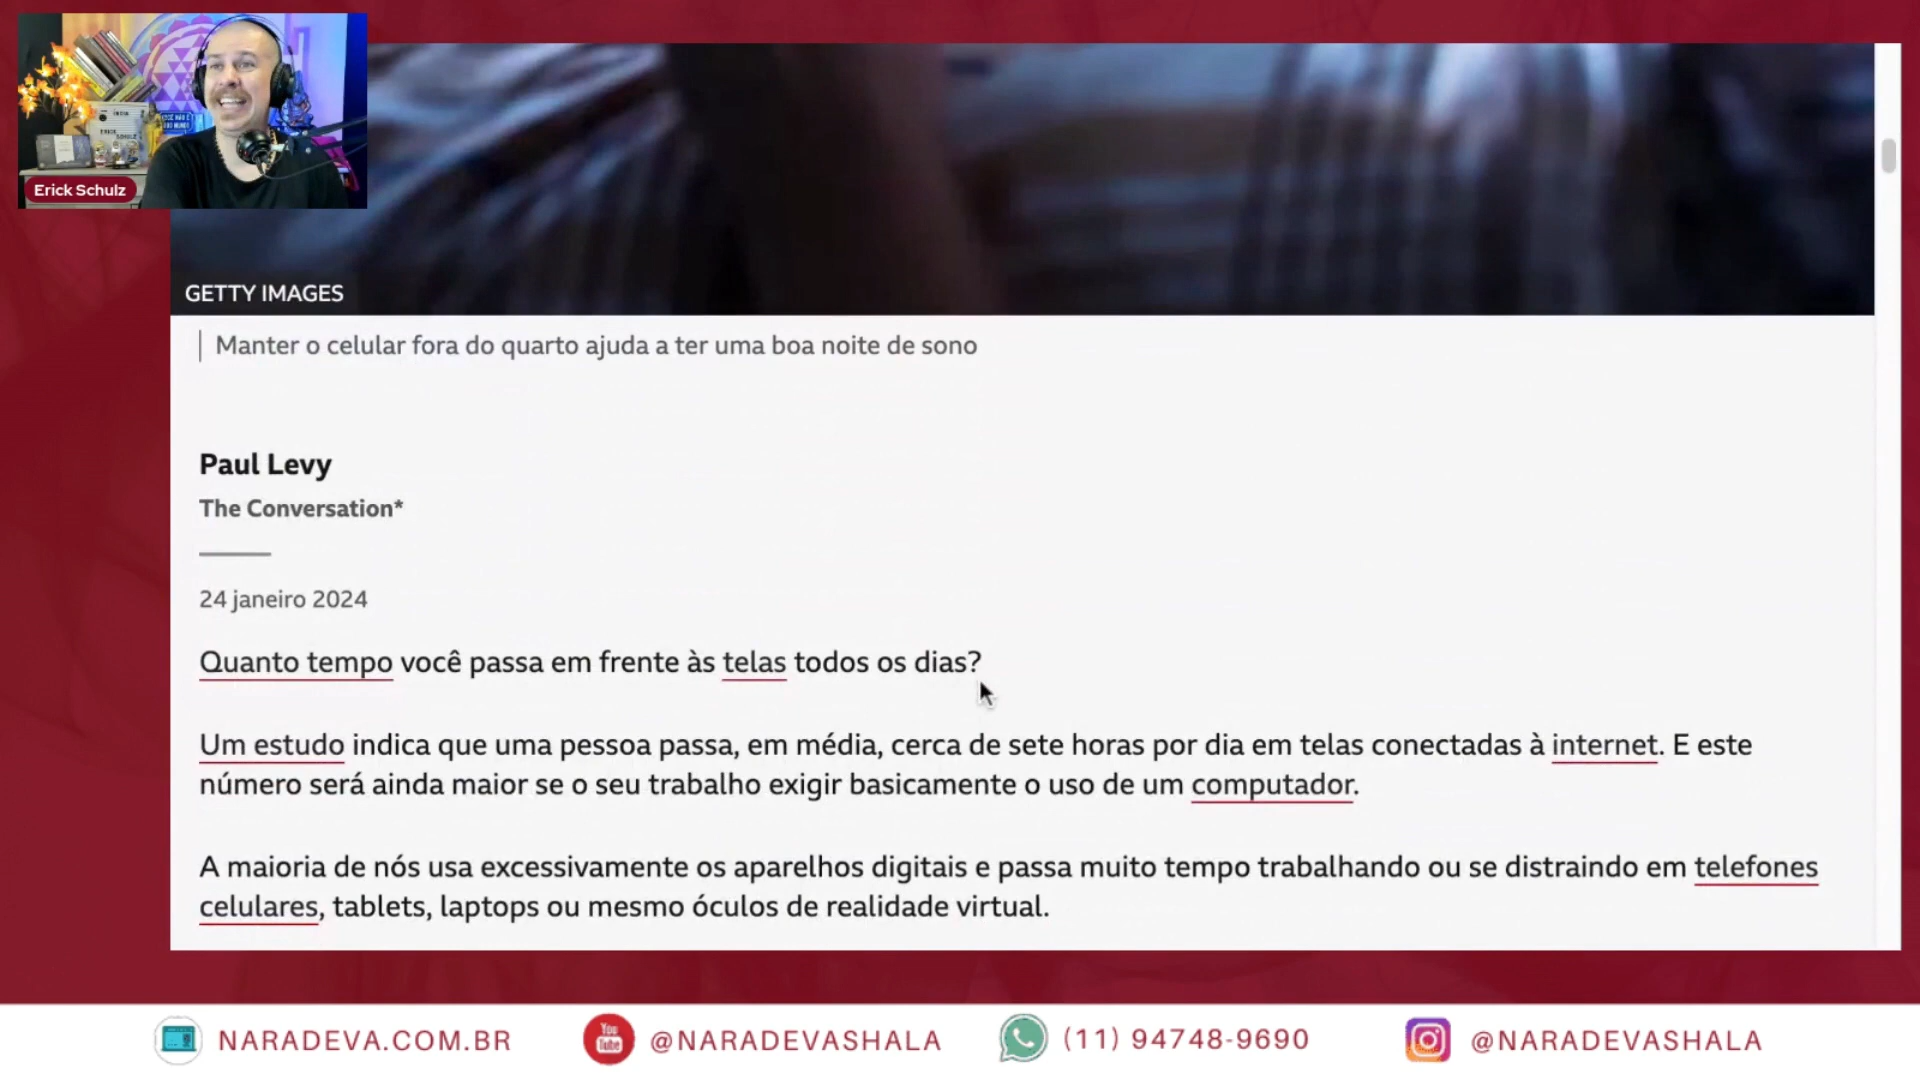 Erick Schulz
GETTY IMAGES
Manter o celular fora do quarto ajuda a ter uma boa noite de sono
Paul Levy
The Conversation*
24 janeiro 2024
Quanto tempo você passa em frente às telas todos os dias?
Um estudo indica que uma pessoa passa, em média, cerca de sete horas por dia em telas conectadas à internet. E este
número será ainda maior se o seu trabalho exigir basicamente o uso de um computador.
A maioria de nós usa excessivamente os aparelhos digitais e passa muito tempo trabalhando ou se distraindo em telefones
celulares, tablets, laptops ou mesmo óculos de realidade virtual.
NARADEVA.COM.BR
You
Tube
@NARADEVASHALA
(11) 94748-9690
@NARADEVASHALA